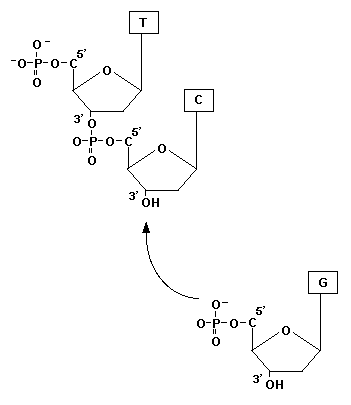 T
O⁻
5'
⁻O-P-O-C
O
O
3'
O
C
5'
⁻O-P-O-C
O
O
3'
OH
G
O⁻
5'
⁻O-P-O-C
O
O
3'
OH